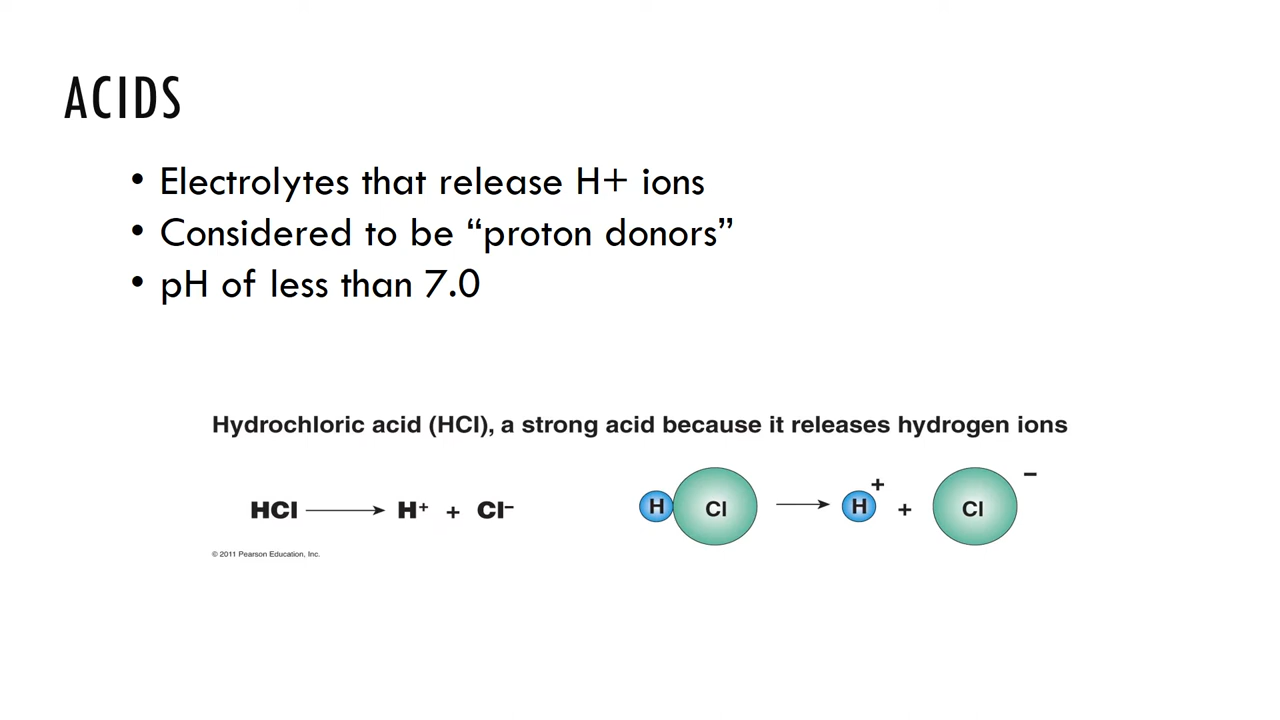 ACIDS
• Electrolytes that release H+ ions
• Considered to be “proton donors”
• pH of less than 7.0
Hydrochloric acid (HCl), a strong acid because it releases hydrogen ions
HCl → H⁺ + Cl⁻
H Cl → H⁺ + Cl⁻
© 2011 Pearson Education, Inc.